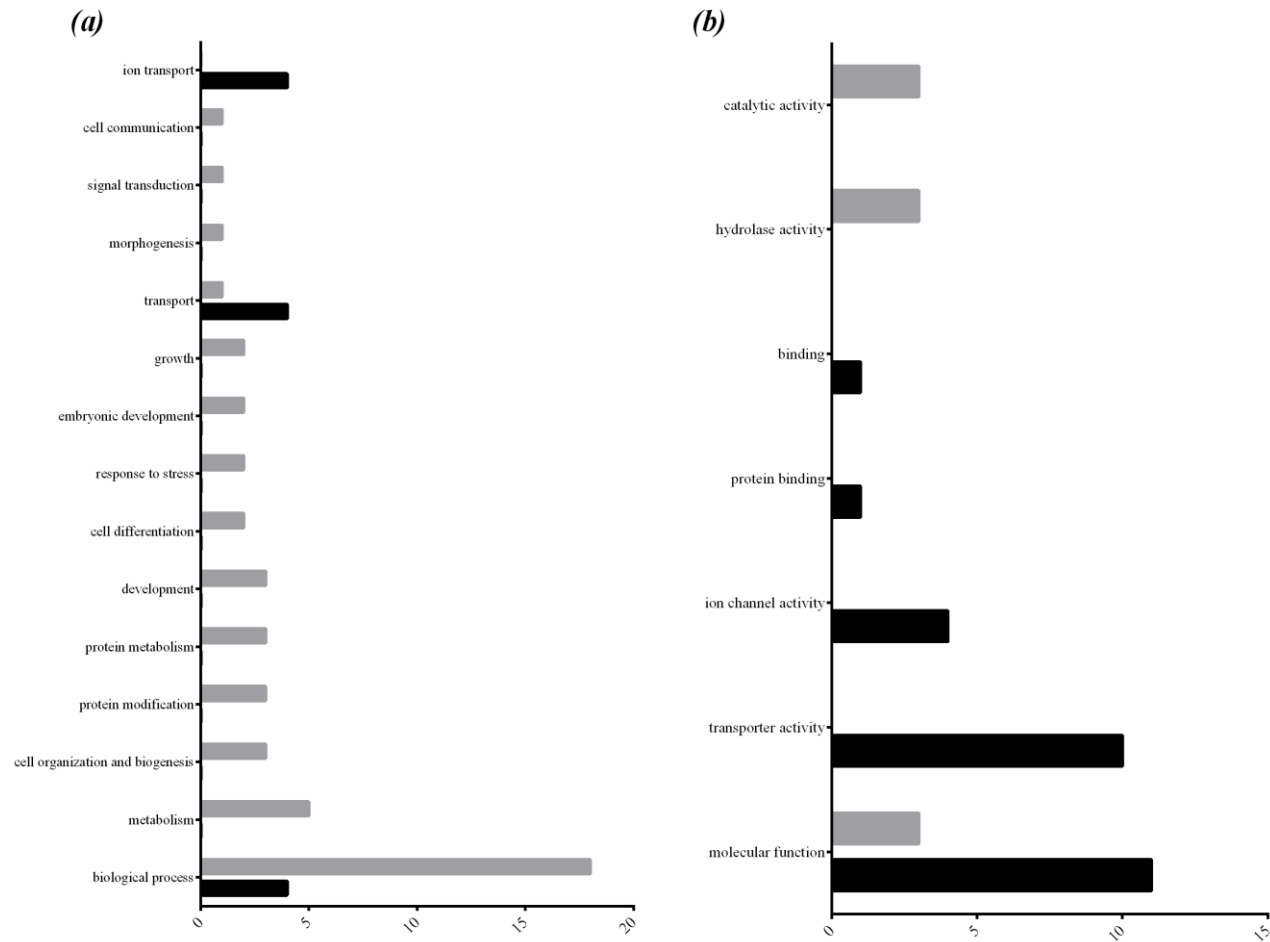 (a)
ion transport
cell communication
signal transduction
morphogenesis
transport
growth
embryonic development
response to stress
cell differentiation
development
protein metabolism
protein modification
cell organization and biogenesis
metabolism
biological process
0 5 10 15 20
(b)
catalytic activity
hydrolase activity
binding
protein binding
ion channel activity
transporter activity
molecular function
0 5 10 15